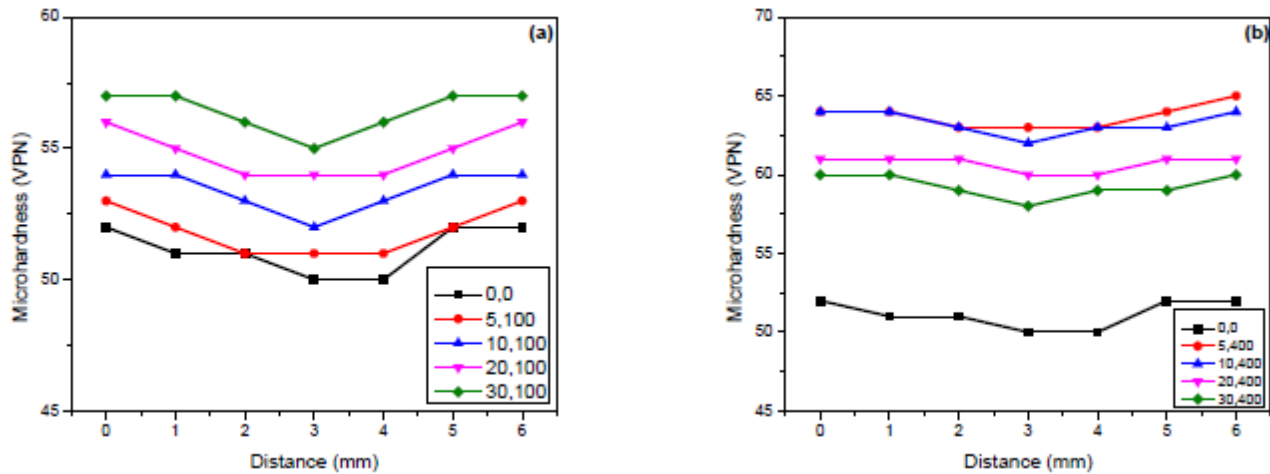 (a)
60
55
50
45
Microhardness (VPN)
0 1 2 3 4 5 6
Distance (mm)
0,0
5,100
10,100
20,100
30,100
(b)
70
65
60
55
50
45
Microhardness (VPN)
0 1 2 3 4 5 6
Distance (mm)
0,0
5,400
10,400
20,400
30,400